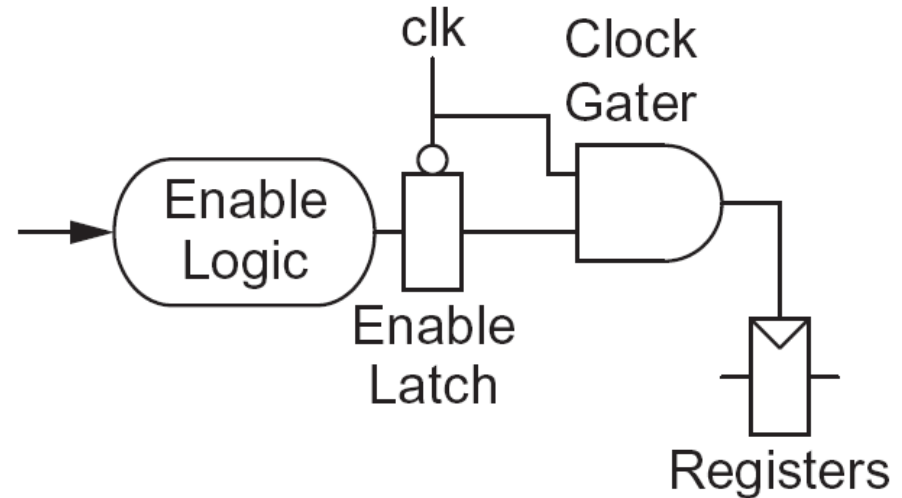 clk
Clock
Gater
Enable
Logic
Enable
Latch
Registers